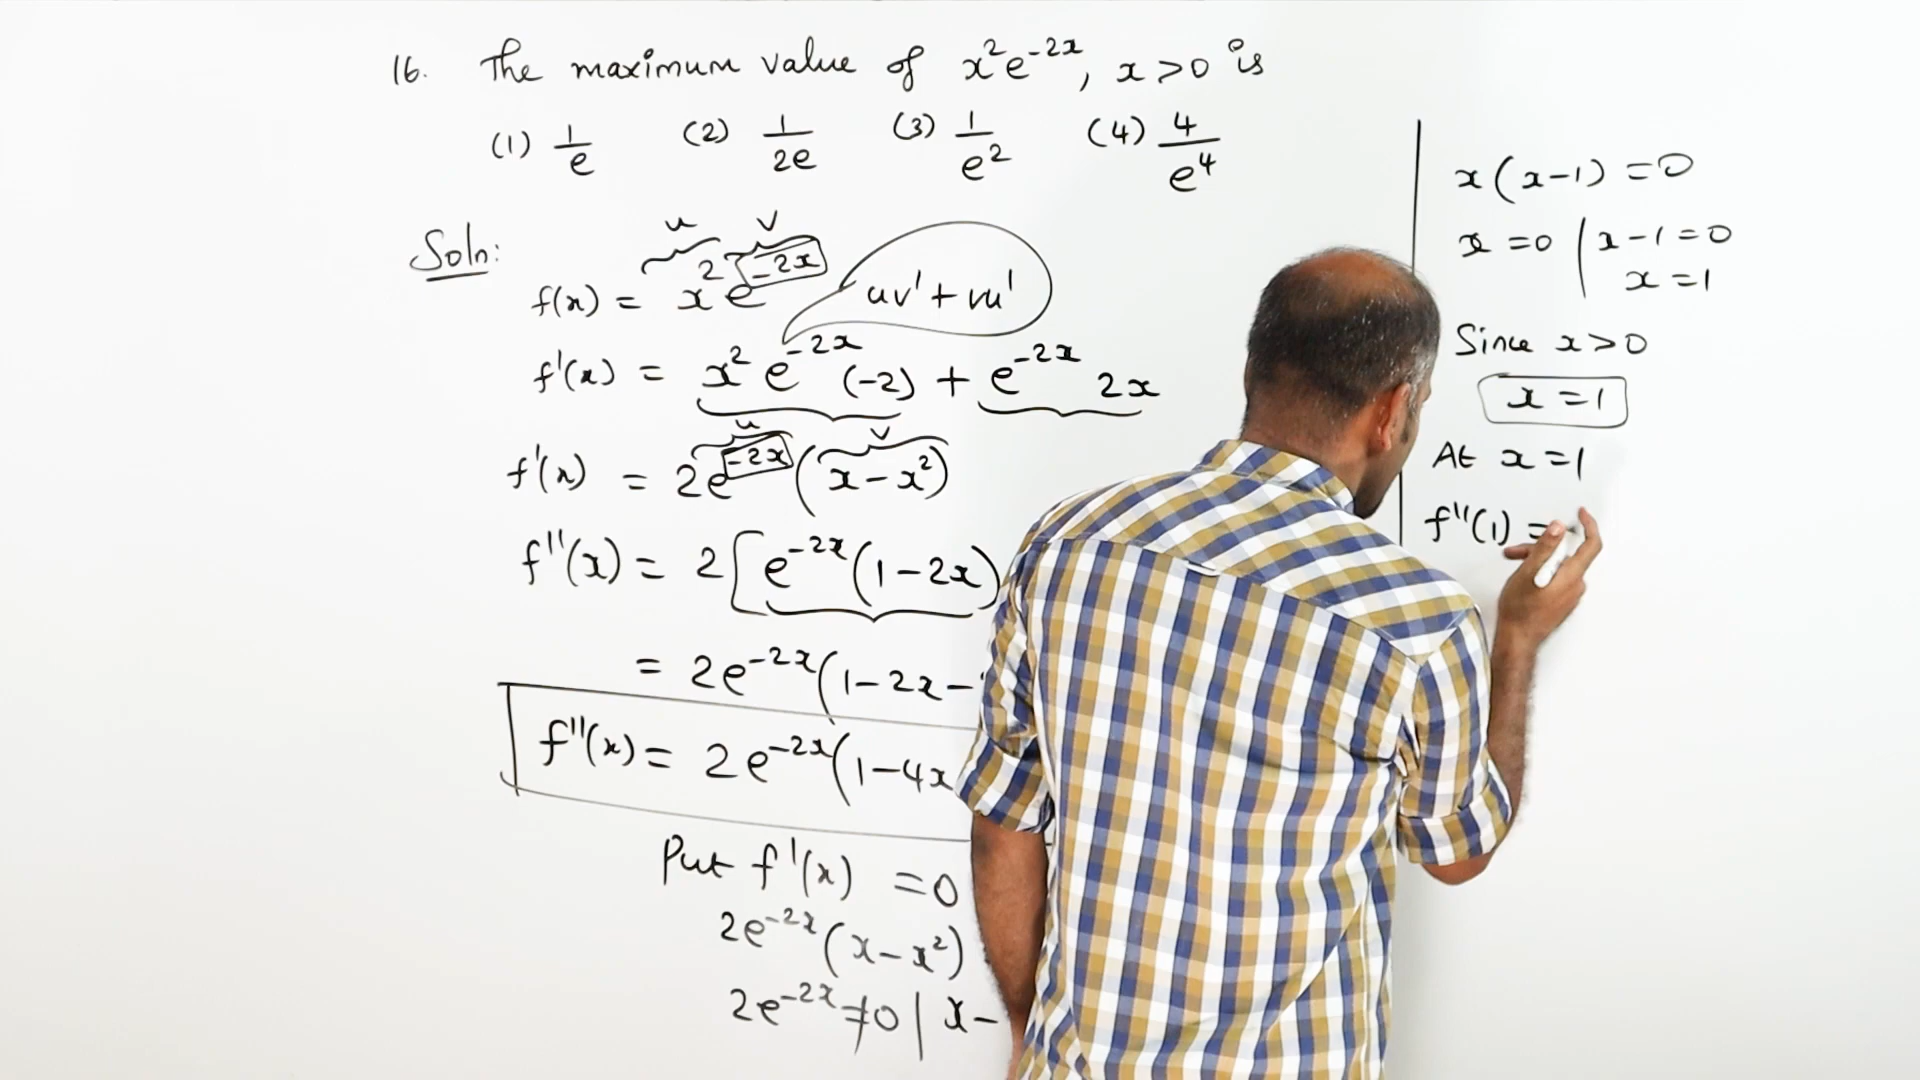 16. The maximum value of x²e⁻²ˣ, x>0 is
(1) 1/e (2) 1/2e (3) 1/e² (4) 4/e⁴
Soln:
u v
f(x) = x²e⁻²ˣ
uv' + vu'
f'(x) = x²e⁻²ˣ(-2) + e⁻²ˣ 2x
u v
f'(x) = 2e⁻²ˣ(x-x²)
f''(x) = 2[e⁻²ˣ(1-2x)
= 2e⁻²ˣ(1-2x-
f''(x) = 2e⁻²ˣ(1-4x
Put f'(x) = 0
2e⁻²ˣ(x-x²)
2e⁻²ˣ≠0 | x-
x(x-1) = 0
x = 0 | x-1=0
x = 1
Since x>0
x = 1
At x = 1
f''(1) =